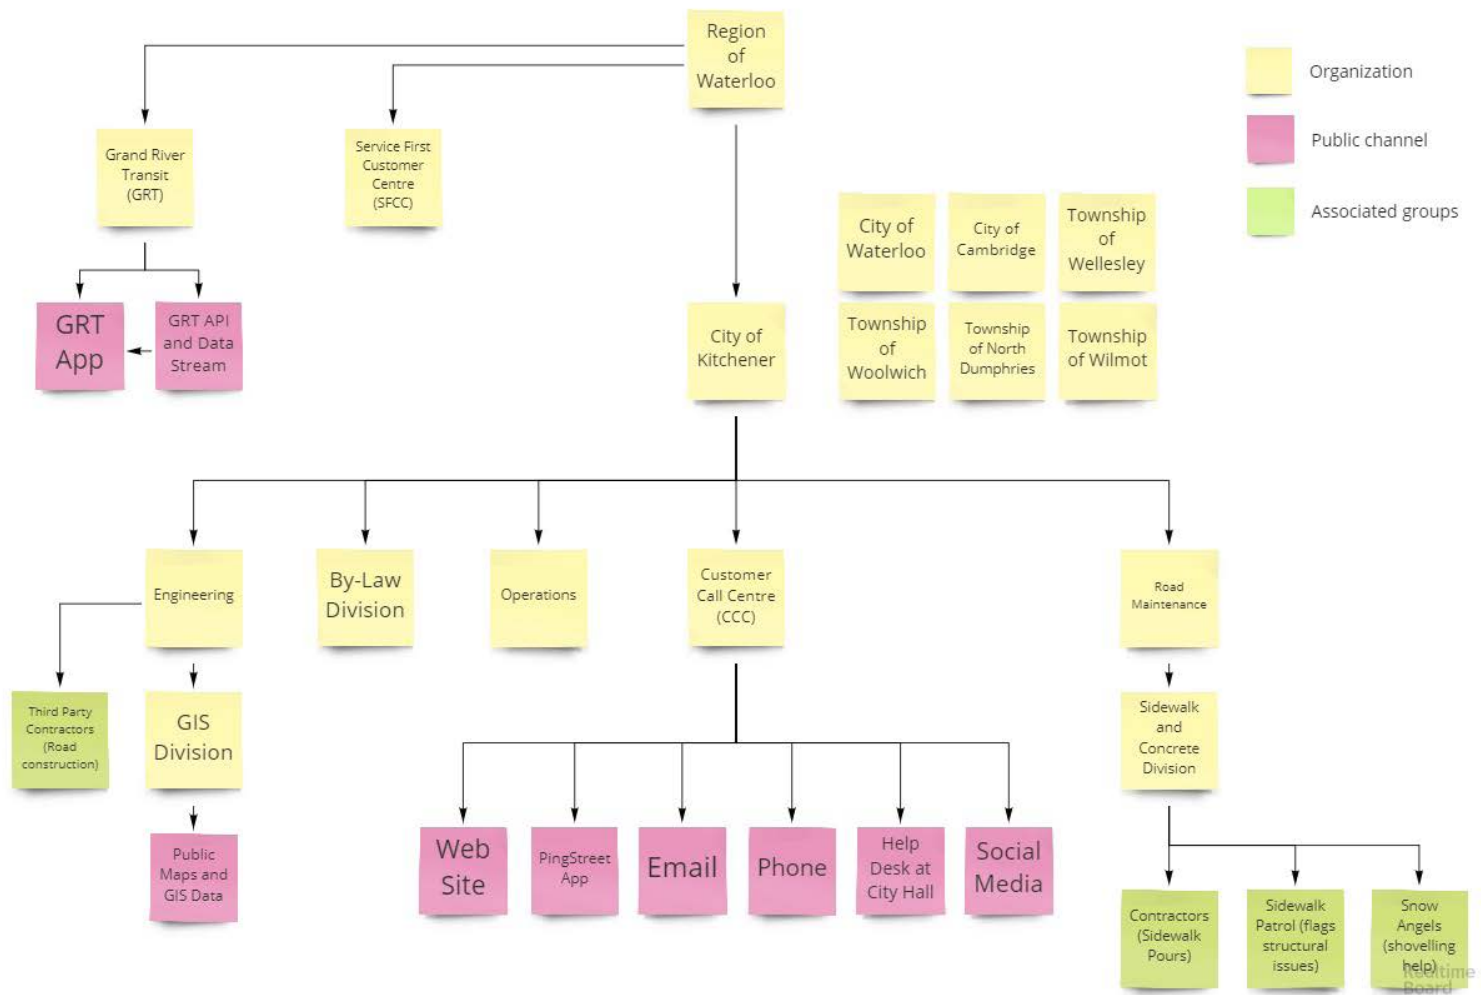 Region
of
Waterloo
Organization
Public channel
Associated groups
Grand River
Transit
(GRT)
Service First
Customer
Centre
(SFCC)
City of
Waterloo
City of
Cambridge
Township
of
Wellesley
GRT
App
GRT API
and Data
Stream
City of
Kitchener
Township
of
Woolwich
Township
of North
Dumphries
Township
of Wilmot
Engineering
By-Law
Division
Operations
Customer
Call Centre
(CCC)
Road
Maintenance
Third Party
Contractors
(Road
construction)
GIS
Division
Sidewalk
and
Concrete
Division
Public
Maps and
GIS Data
Web
Site
PingStreet
App
Email
Phone
Help
Desk at
City Hall
Social
Media
Contractors
(Sidewalk
Pours)
Sidewalk
Patrol (flags
structural
issues)
Snow
Angels
(shovelling
help)
Realtime
Board